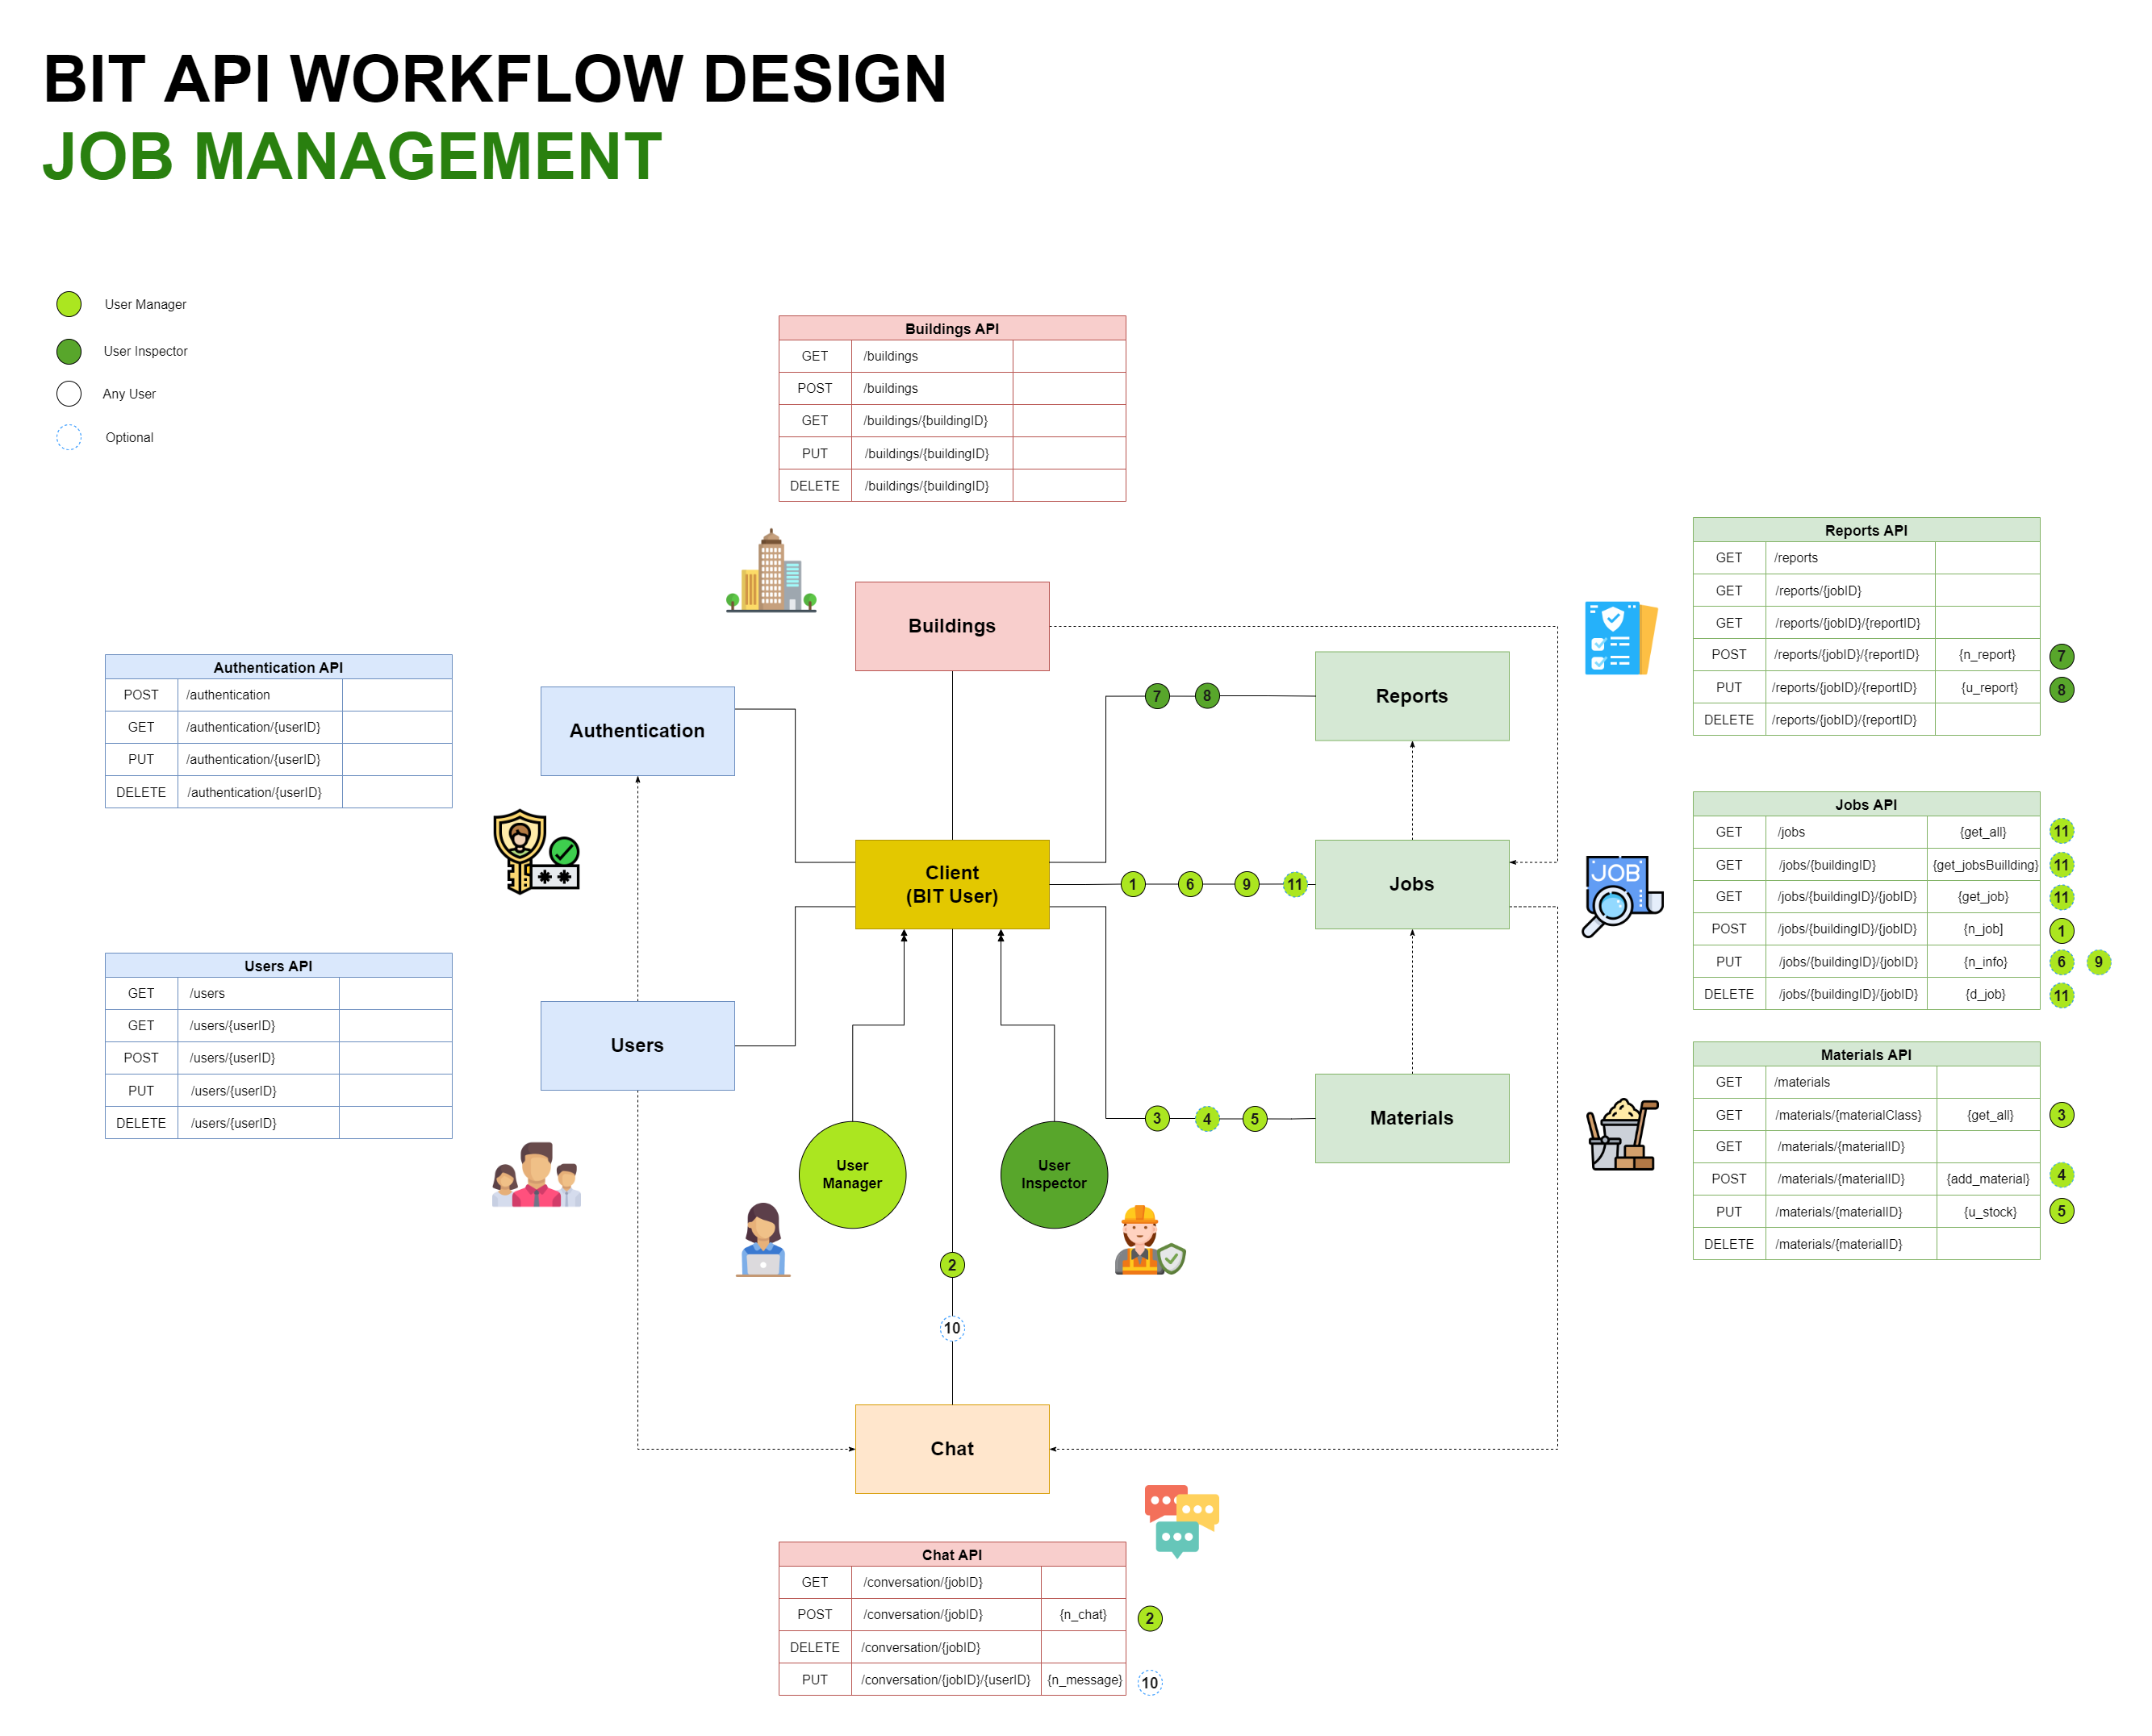 BIT API WORKFLOW DESIGN
JOB MANAGEMENT
User Manager
User Inspector
Any User
Optional
Buildings API
GET /buildings
POST /buildings
GET /buildings/{buildingID}
PUT /buildings/{buildingID}
DELETE /buildings/{buildingID}
Reports API
GET /reports
GET /reports/{jobID}
GET /reports/{jobID}/{reportID}
POST /reports/{jobID}/{reportID} {n_report} 7
PUT /reports/{jobID}/{reportID} {u_report} 8
DELETE /reports/{jobID}/{reportID}
Authentication API
POST /authentication
GET /authentication/{userID}
PUT /authentication/{userID}
DELETE /authentication/{userID}
Buildings
Reports
7 8
Authentication
Jobs API
GET /jobs {get_all} 11
GET /jobs/{buildingID} {get_jobsBuillding} 11
GET /jobs/{buildingID}/{jobID} {get_job} 11
POST /jobs/{buildingID}/{jobID} {n_job] 1
PUT /jobs/{buildingID}/{jobID} {n_info} 6 9
DELETE /jobs/{buildingID}/{jobID} {d_job} 11
JOB
Client
(BIT User)
1 6 9 11
Jobs
Users API
GET /users
GET /users/{userID}
POST /users/{userID}
PUT /users/{userID}
DELETE /users/{userID}
Users
Materials API
GET /materials
GET /materials/{materialClass} {get_all} 3
GET /materials/{materialID}
POST /materials/{materialID} {add_material} 4
PUT /materials/{materialID} {u_stock} 5
DELETE /materials/{materialID}
3 4 5
Materials
User
Manager
User
Inspector
2
10
Chat
Chat API
GET /conversation/{jobID}
POST /conversation/{jobID} {n_chat} 2
DELETE /conversation/{jobID}
PUT /conversation/{jobID}/{userID} {n_message} 10